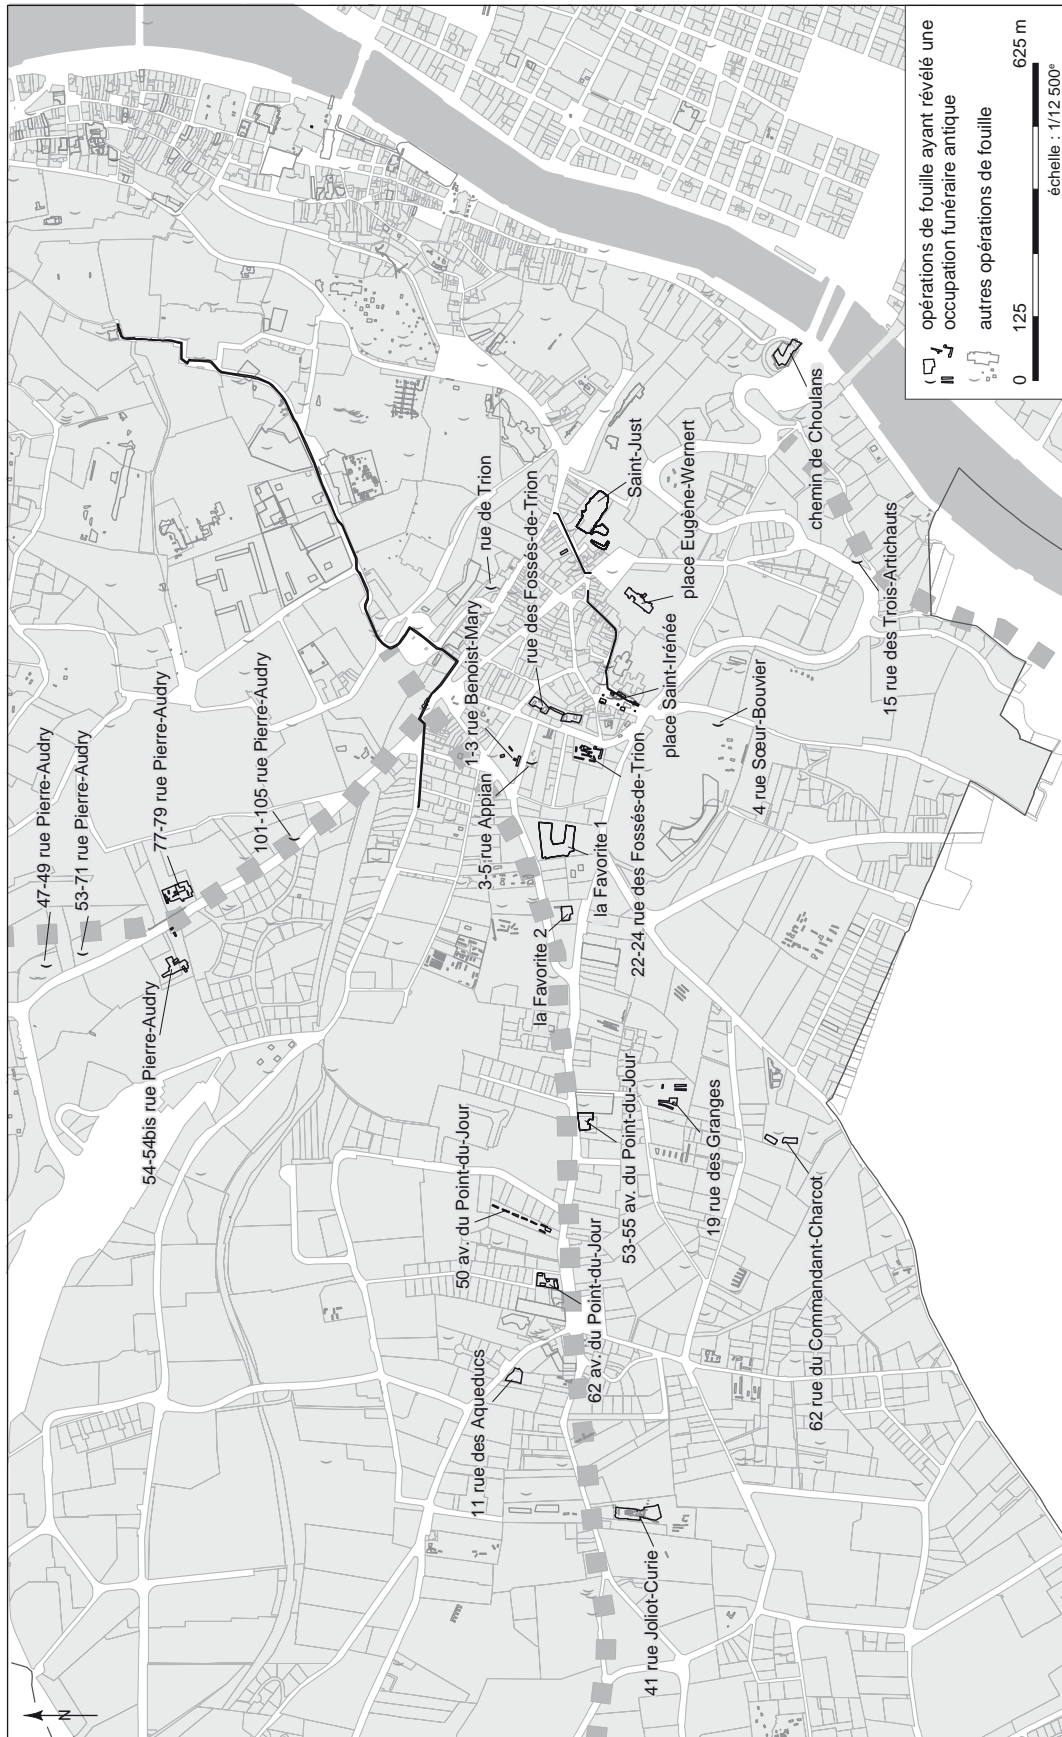 47-49 rue Pierre-Audry
53-71 rue Pierre-Audry
77-79 rue Pierre-Audry
101-105 rue Pierre-Audry
54-54bis rue Pierre-Audry
rue de Trion
rue des Fossés-de-Trion
1-3 rue Benoist-Mary
3-5 rue Appian
la Favorite 1
la Favorite 2
22-24 rue des Fossés-de-Trion
Saint-Just
place Eugène-Wernert
place Saint-Irénée
4 rue Sœur-Bouvier
chemin de Choulans
15 rue des Trois-Artichauts
50 av. du Point-du-Jour
53-55 av. du Point-du-Jour
62 av. du Point-du-Jour
11 rue des Aqueducs
19 rue des Granges
62 rue du Commandant-Charcot
41 rue Joliot-Curie
N
opérations de fouille ayant révélé une
occupation funéraire antique
autres opérations de fouille
0 125 625 m
échelle : 1/12 500e